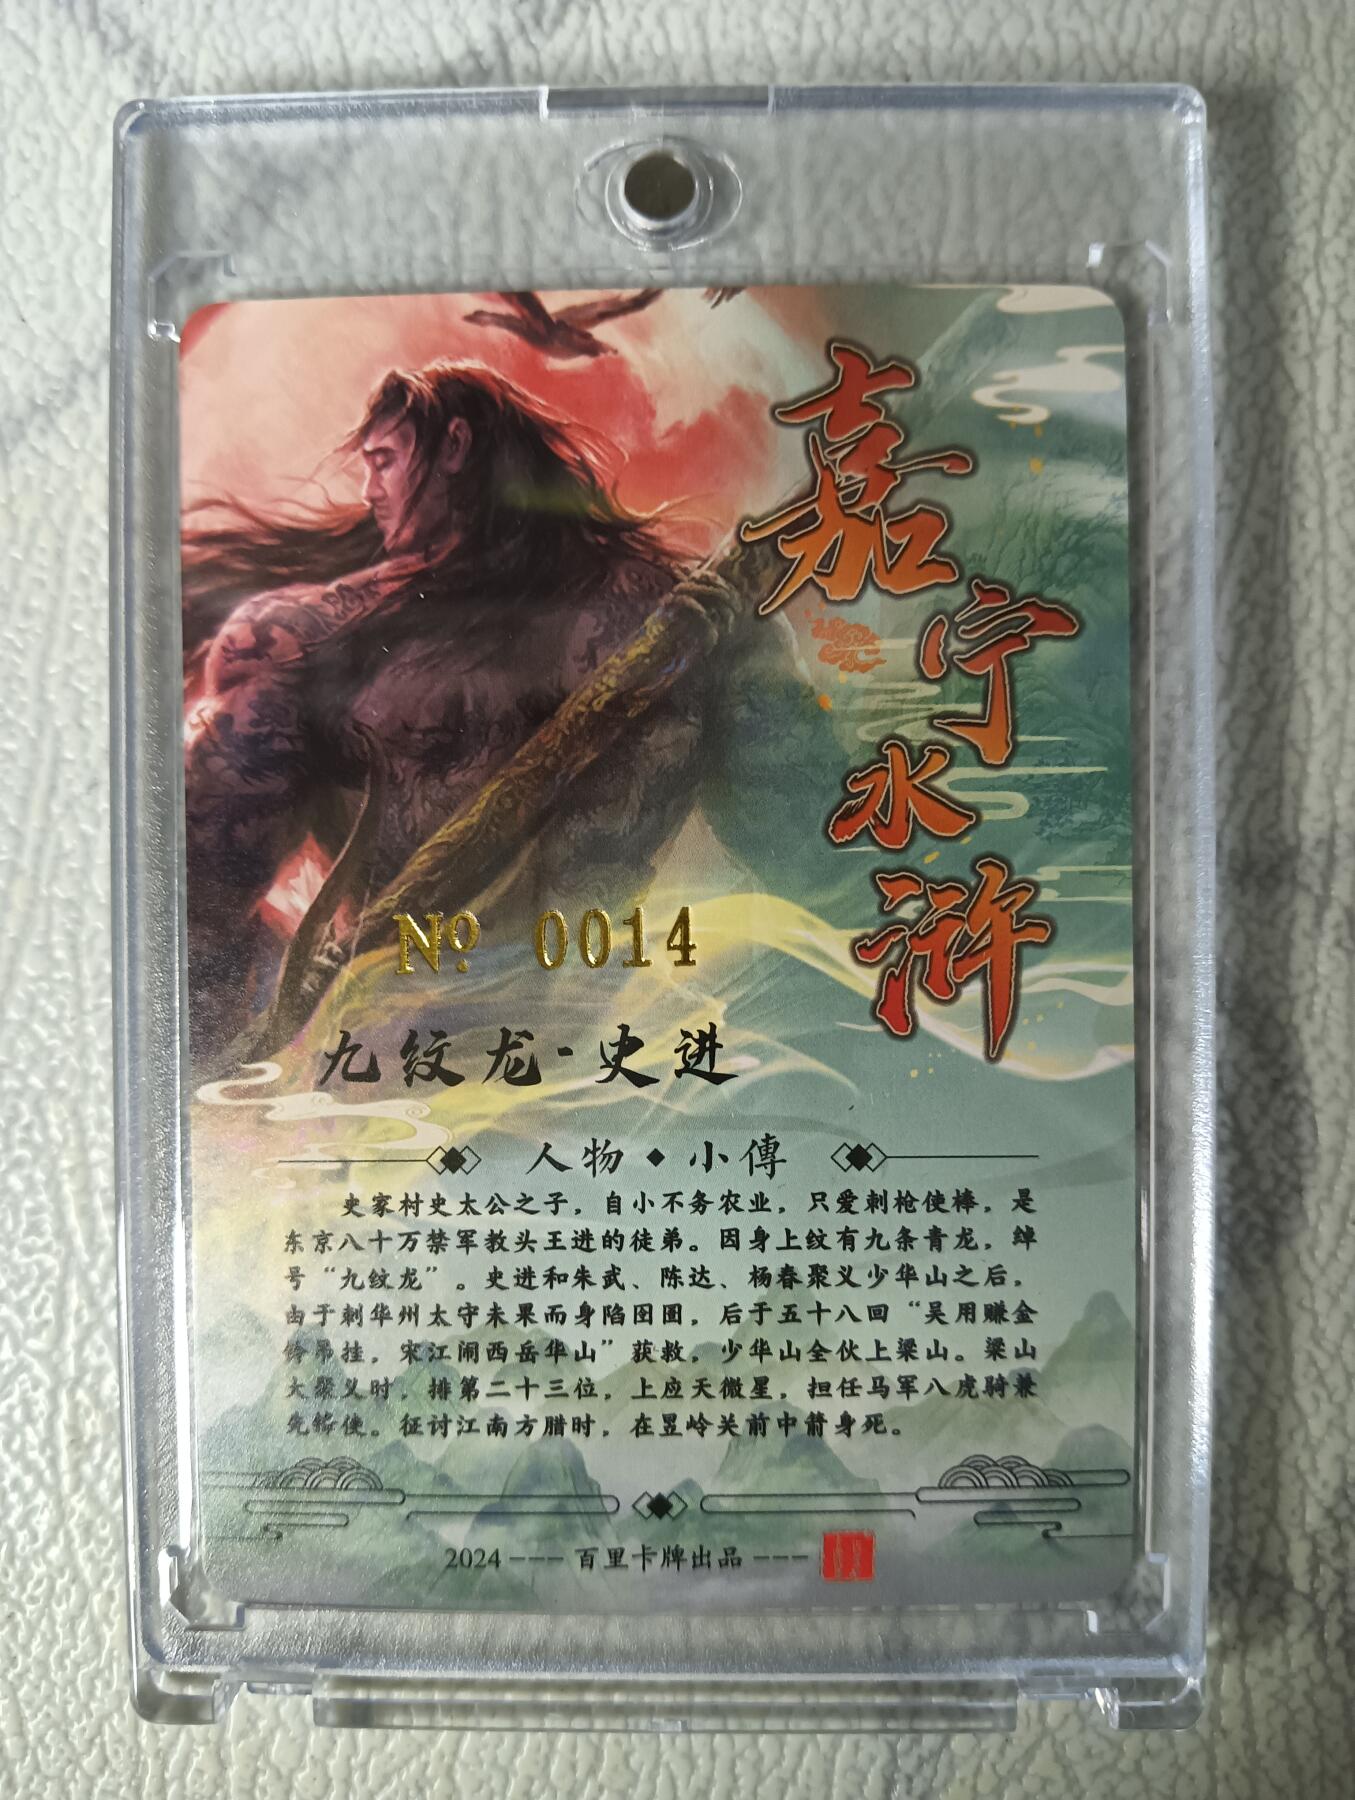 嘉宁水浒
No 0014
九纹龙-史进
人物◆小傳
史家村史太公之子，自小不务农业，只爱刺枪使棒，是
东京八十万禁军教头王进的徒弟。因身上纹有九条青龙，绰
号“九纹龙”。史进和朱武、陈达、杨春聚义少华山之后，
由于刺华州太守未果而身陷囹圄，后于五十八回“吴用赚金
铃吊挂，宋江闹西岳华山”获救，少华山全伙上梁山。梁山
大聚义时，排第二十三位，上应天微星，担任马军八虎骑兼
先锋使。征讨江南方腊时，在昱岭关前中箭身死。
2024---百里卡牌出品---